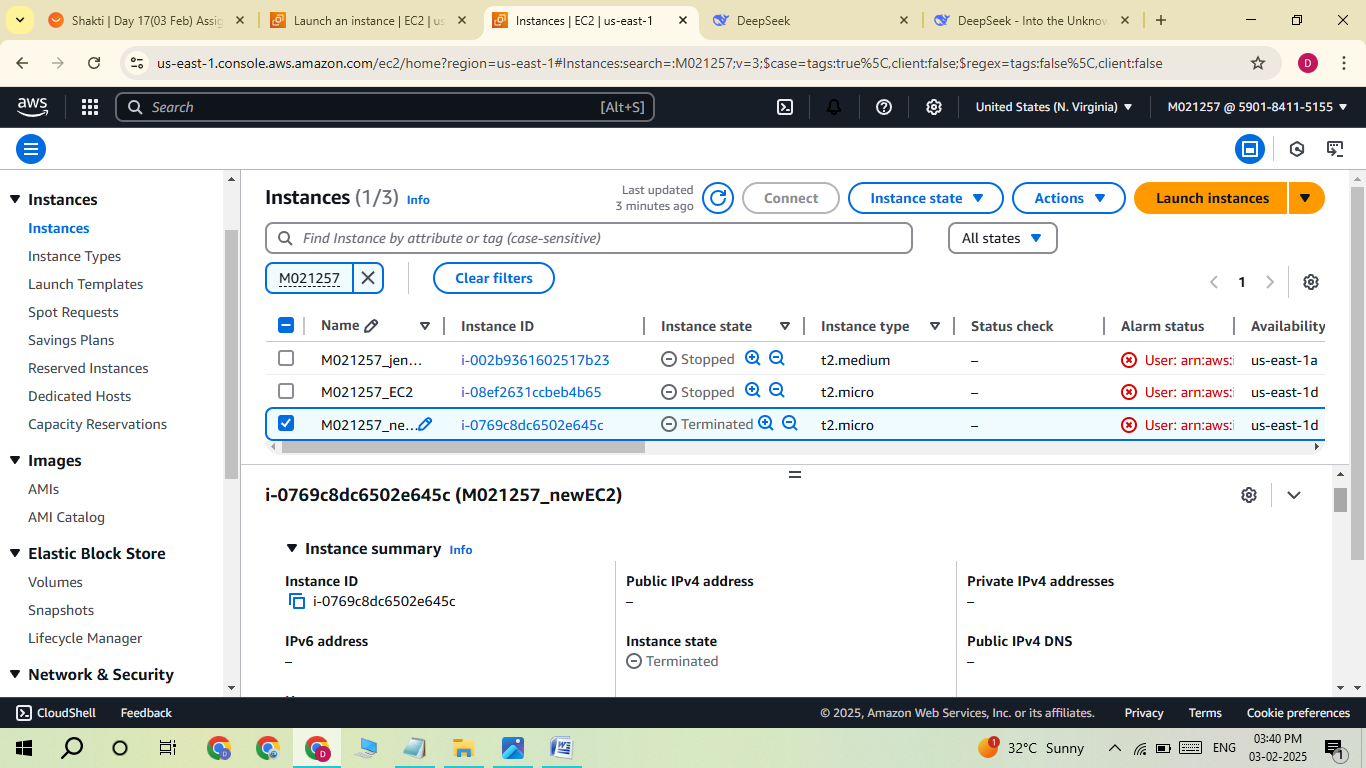 Shakti | Day 17(03 Feb) Assig
Launch an instance | EC2 | us
Instances | EC2 | us-east-1
DeepSeek
DeepSeek - Into the Unknow
us-east-1.console.aws.amazon.com/ec2/home?region=us-east-1#Instances:search=:M021257;v=3;$case=tags:true%5C,client:false;$regex=tags:false%5C,client:false
D
aws
Search
[Alt+S]
United States (N. Virginia)
M021257 @ 5901-8411-5155
Instances
Instances
Instance Types
Launch Templates
Spot Requests
Savings Plans
Reserved Instances
Dedicated Hosts
Capacity Reservations
Images
AMIs
AMI Catalog
Elastic Block Store
Volumes
Snapshots
Lifecycle Manager
Network & Security
Instances (1/3) Info
Last updated
3 minutes ago
Connect
Instance state
Actions
Launch instances
Find Instance by attribute or tag (case-sensitive)
All states
M021257
Clear filters
1
Name Instance ID Instance state Instance type Status check Alarm status Availability
M021257_jen... i-002b9361602517b23 Stopped t2.medium – User: arn:aws:i us-east-1a
M021257_EC2 i-08ef2631ccbeb4b65 Stopped t2.micro – User: arn:aws:i us-east-1d
M021257_ne... i-0769c8dc6502e645c Terminated t2.micro – User: arn:aws:i us-east-1d
i-0769c8dc6502e645c (M021257_newEC2)
Instance summary Info
Instance ID
i-0769c8dc6502e645c
Public IPv4 address
–
Private IPv4 addresses
–
IPv6 address
–
Instance state
Terminated
Public IPv4 DNS
–
CloudShell
Feedback
© 2025, Amazon Web Services, Inc. or its affiliates.
Privacy
Terms
Cookie preferences
32°C Sunny
ENG
03:40 PM
03-02-2025